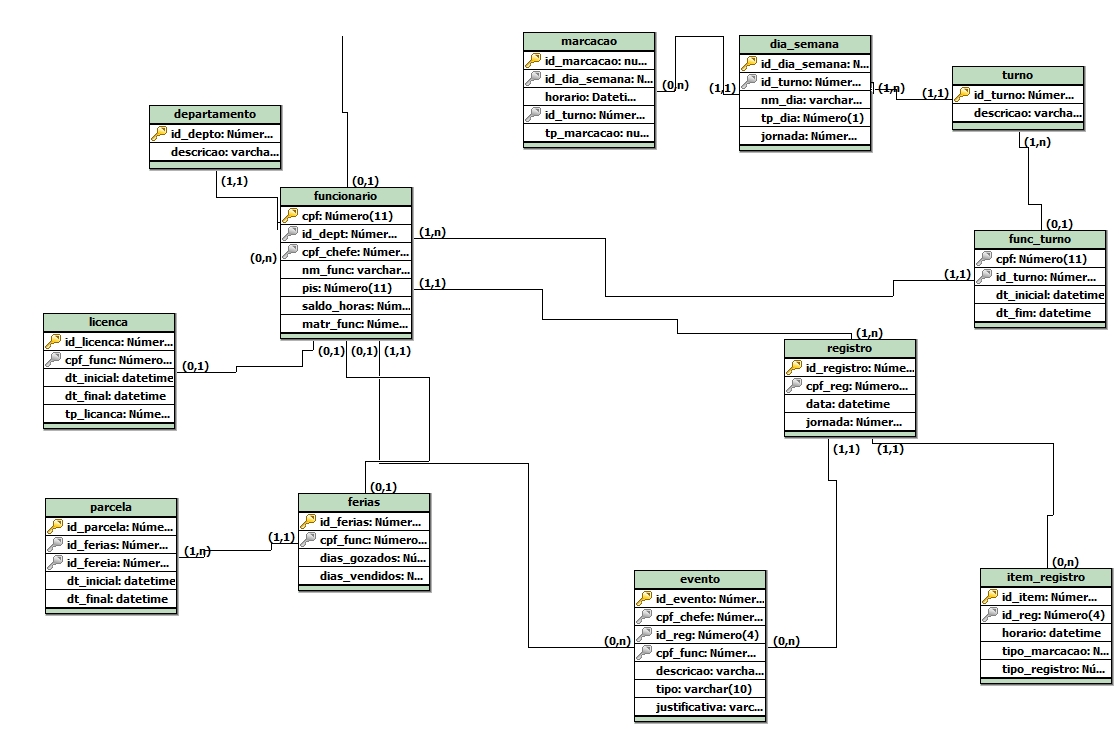 marcacao
id_marcacao: nu...
id_dia_semana: N...
horario: Dateti...
id_turno: Númer...
tp_marcacao: nu...
(0,n)
(1,1)
dia_semana
id_dia_semana: N...
id_turno: Númer...
nm_dia: varchar...
tp_dia: Número(1)
jornada: Númer...
(1,n)
(1,1)
turno
id_turno: Númer...
descricao: varcha...
(1,n)
(0,1)
departamento
id_depto: Númer...
descricao: varcha...
(1,1)
(0,n)
(0,1)
funcionario
cpf: Número(11)
id_dept: Númer...
cpf_chefe: Númer...
nm_func: varchar...
pis: Número(11)
saldo_horas: Núm...
matr_func: Núme...
(1,n)
(1,1)
(0,1)
(0,1)
(1,1)
func_turno
cpf: Número(11)
id_turno: Númer...
dt_inicial: datetime
dt_fim: datetime
(1,1)
licenca
id_licenca: Númer...
cpf_func: Número...
dt_inicial: datetime
dt_final: datetime
tp_licanca: Núme...
(0,1)
(1,n)
registro
id_registro: Núme...
cpf_reg: Número...
data: datetime
jornada: Númer...
(1,1)
(1,1)
(0,1)
ferias
id_ferias: Númer...
cpf_func: Número...
dias_gozados: Nú...
dias_vendidos: N...
(1,1)
(1,n)
parcela
id_parcela: Núme...
id_ferias: Númer...
id_fereia: Númer...
dt_inicial: datetime
dt_final: datetime
evento
id_evento: Númer...
cpf_chefe: Númer...
id_reg: Número(4)
cpf_func: Númer...
descricao: varcha...
tipo: varchar(10)
justificativa: varc...
(0,n)
(0,n)
(0,n)
item_registro
id_item: Númer...
id_reg: Número(4)
horario: datetime
tipo_marcacao: N...
tipo_registro: Nú...